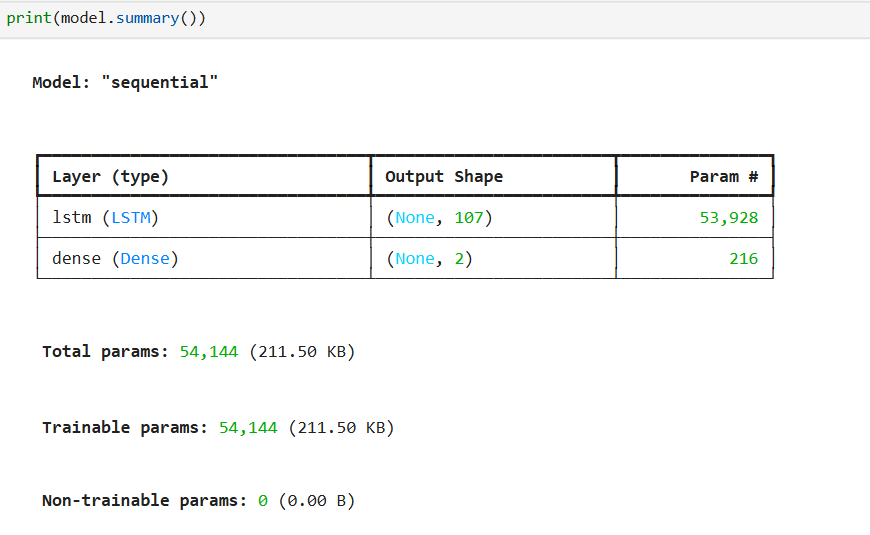 print(model.summary())
Model: "sequential"
Layer (type) Output Shape Param #
lstm (LSTM) (None, 107) 53,928
dense (Dense) (None, 2) 216
Total params: 54,144 (211.50 KB)
Trainable params: 54,144 (211.50 KB)
Non-trainable params: 0 (0.00 B)